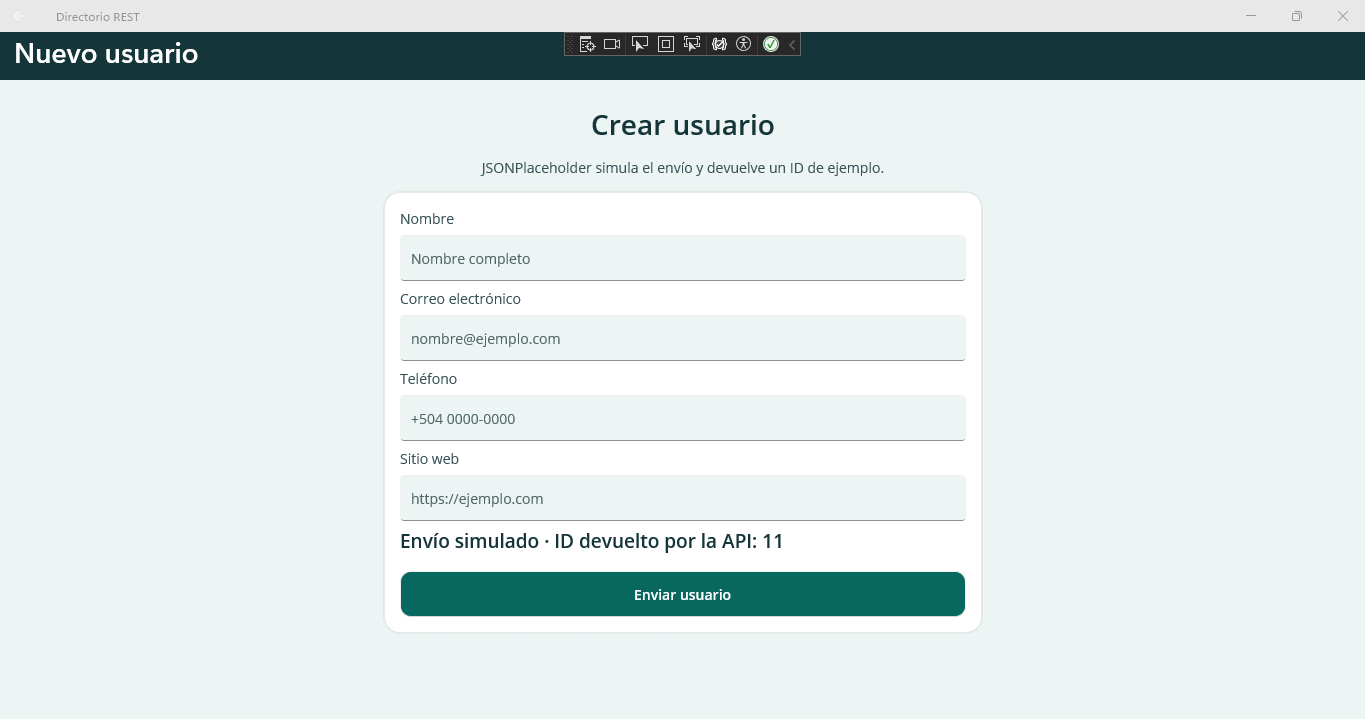 Directorio REST
Nuevo usuario
Crear usuario
JSONPlaceholder simula el envío y devuelve un ID de ejemplo.
Nombre
Nombre completo
Correo electrónico
nombre@ejemplo.com
Teléfono
+504 0000-0000
Sitio web
https://ejemplo.com
Envío simulado · ID devuelto por la API: 11
Enviar usuario